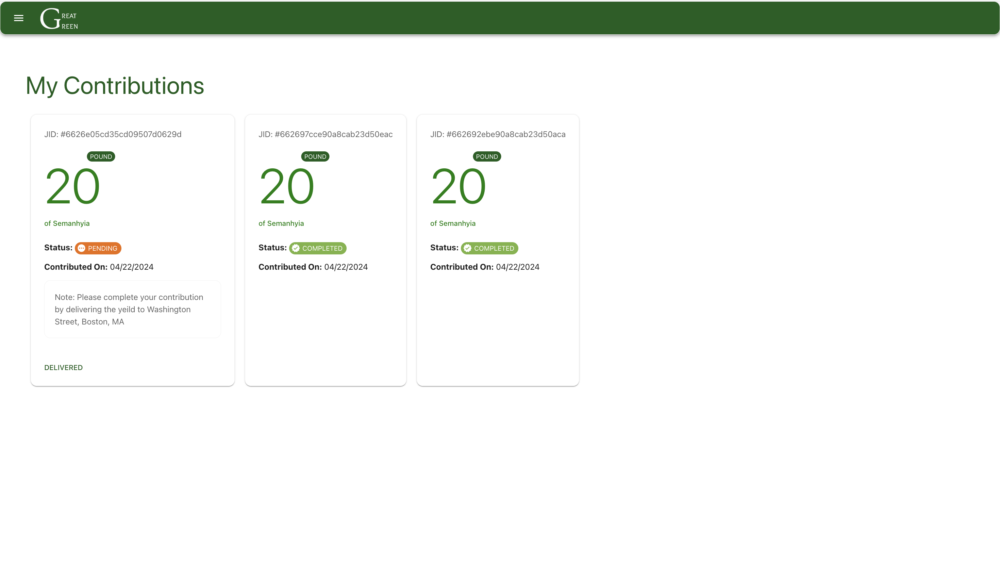 GREAT
GREEN
My Contributions
JID: #6626e05cd35cd09507d0629d
POUND
20
of Semanhyia
Status: PENDING
Contributed On: 04/22/2024
Note: Please complete your contribution
by delivering the yeild to Washington
Street, Boston, MA
DELIVERED
JID: #662697cce90a8cab23d50eac
POUND
20
of Semanhyia
Status: COMPLETED
Contributed On: 04/22/2024
JID: #662692ebe90a8cab23d50aca
POUND
20
of Semanhyia
Status: COMPLETED
Contributed On: 04/22/2024